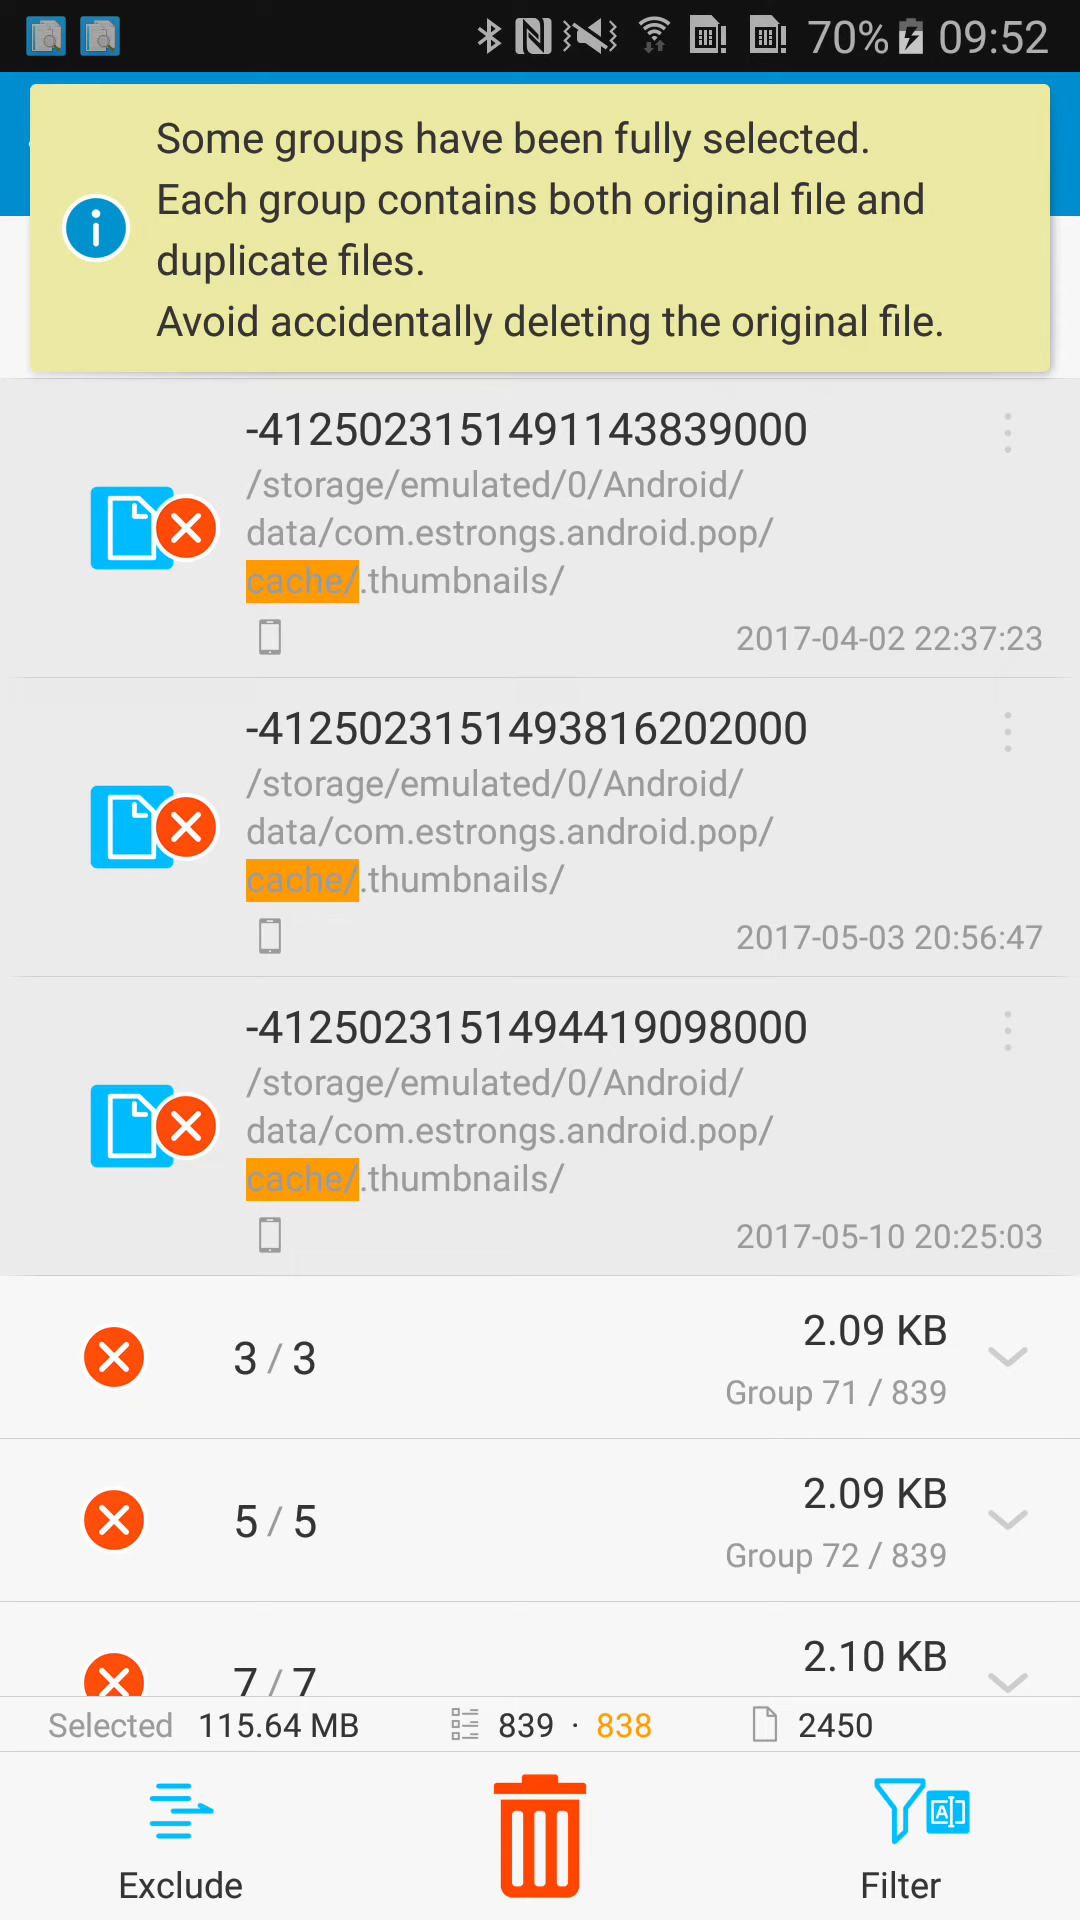 70% 09:52
Some groups have been fully selected.
Each group contains both original file and
duplicate files.
Avoid accidentally deleting the original file.
-4125023151491143839000
/storage/emulated/0/Android/
data/com.estrongs.android.pop/
cache/.thumbnails/
2017-04-02 22:37:23
-4125023151493816202000
/storage/emulated/0/Android/
data/com.estrongs.android.pop/
cache/.thumbnails/
2017-05-03 20:56:47
-4125023151494419098000
/storage/emulated/0/Android/
data/com.estrongs.android.pop/
cache/.thumbnails/
2017-05-10 20:25:03
3 / 3 2.09 KB
Group 71 / 839
5 / 5 2.09 KB
Group 72 / 839
7 / 7 2.10 KB
Selected 115.64 MB 839 · 838 2450
Exclude Filter